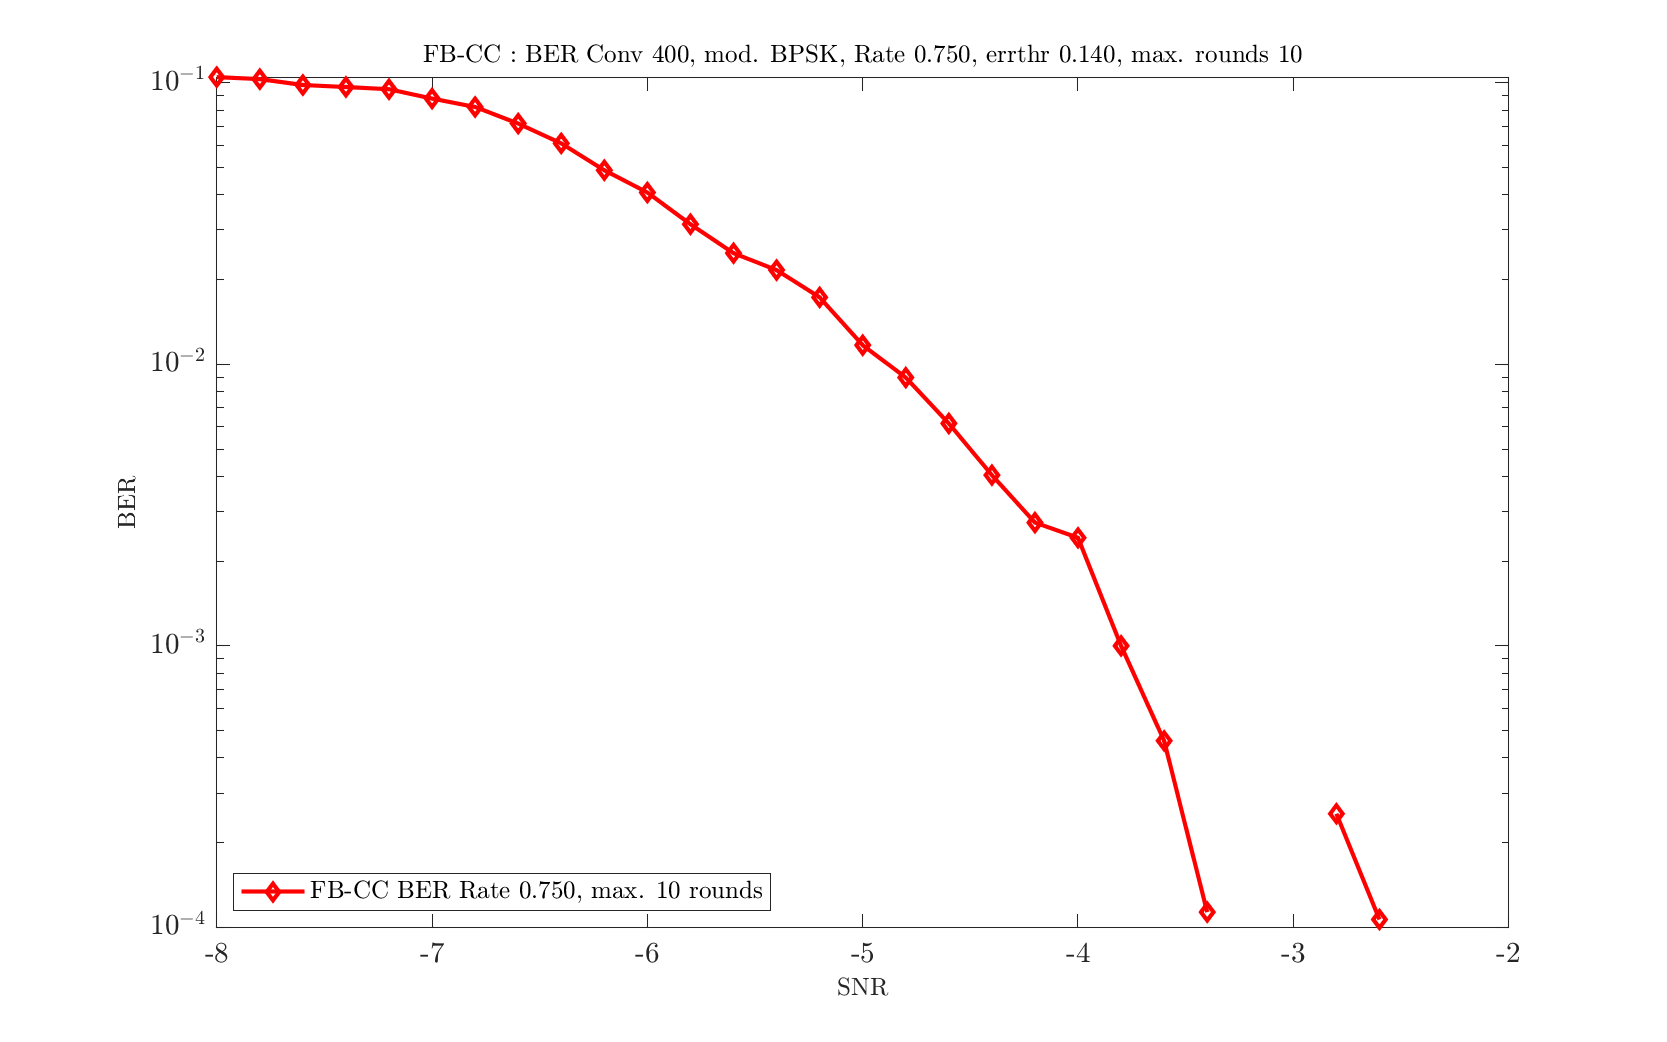 FB-CC : BER Conv 400, mod. BPSK, Rate 0.750, errthr 0.140, max. rounds 10
10⁻¹
10⁻²
10⁻³
10⁻⁴
BER
FB-CC BER Rate 0.750, max. 10 rounds
-8 -7 -6 -5 -4 -3 -2
SNR